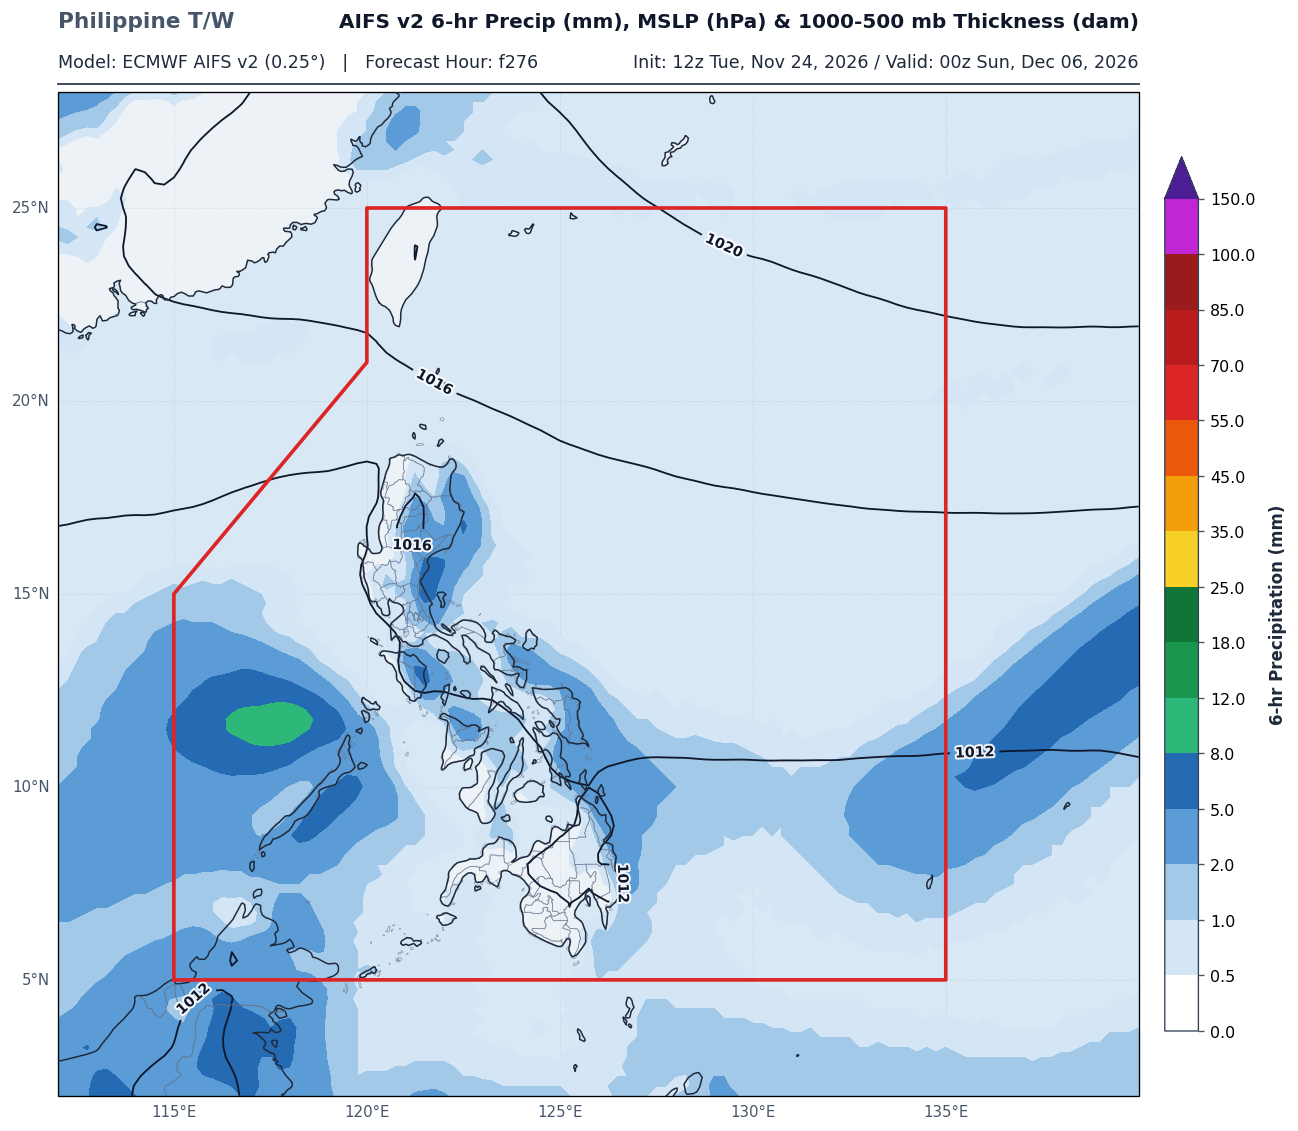 Philippine T/W
AIFS v2 6-hr Precip (mm), MSLP (hPa) & 1000-500 mb Thickness (dam)
Model: ECMWF AIFS v2 (0.25°)   |   Forecast Hour: f276
Init: 12z Tue, Nov 24, 2026 / Valid: 00z Sun, Dec 06, 2026
25°N
20°N
15°N
10°N
5°N
115°E
120°E
125°E
130°E
135°E
1020
1016
1016
1012
1012
1012
150.0
100.0
85.0
70.0
55.0
45.0
35.0
25.0
18.0
12.0
8.0
5.0
2.0
1.0
0.5
0.0
6-hr Precipitation (mm)